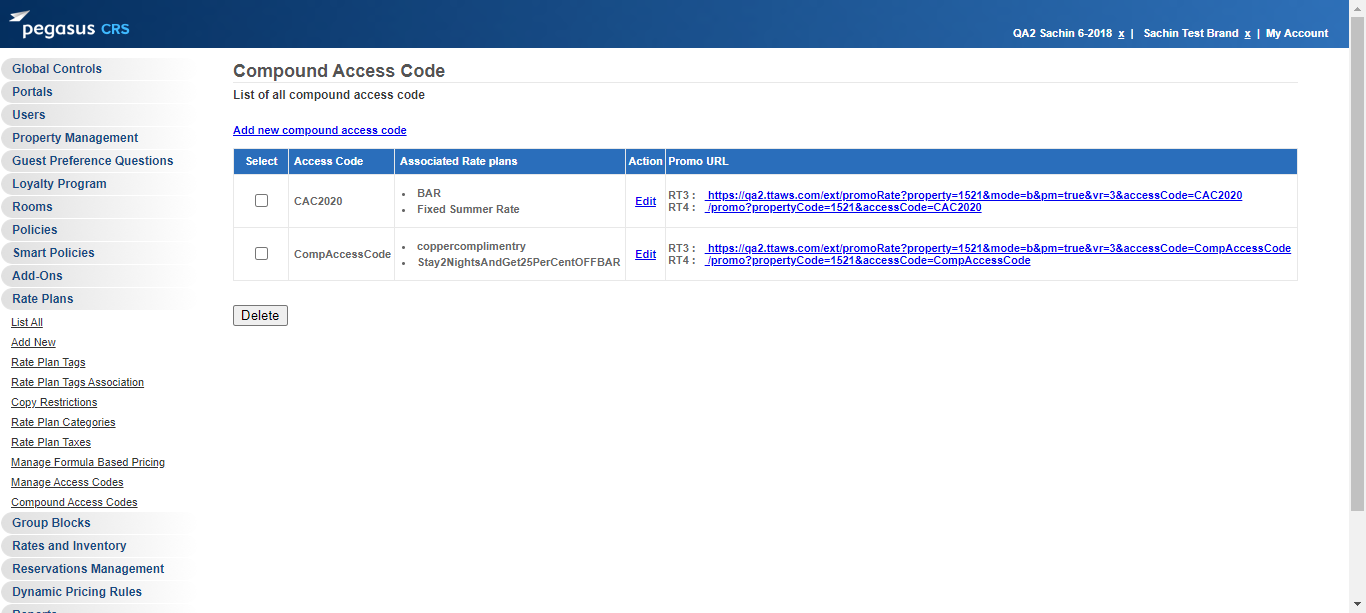 pegasus CRS
QA2 Sachin 6-2018 x | Sachin Test Brand x | My Account
Global Controls
Portals
Users
Property Management
Guest Preference Questions
Loyalty Program
Rooms
Policies
Smart Policies
Add-Ons
Rate Plans
List All
Add New
Rate Plan Tags
Rate Plan Tags Association
Copy Restrictions
Rate Plan Categories
Rate Plan Taxes
Manage Formula Based Pricing
Manage Access Codes
Compound Access Codes
Group Blocks
Rates and Inventory
Reservations Management
Dynamic Pricing Rules
Reports
Compound Access Code
List of all compound access code
Add new compound access code
Select Access Code Associated Rate plans Action Promo URL
CAC2020
• BAR
• Fixed Summer Rate
Edit
RT3 : https://qa2.ttaws.com/ext/promoRate?property=1521&mode=b&pm=true&vr=3&accessCode=CAC2020
RT4 : /promo?propertyCode=1521&accessCode=CAC2020
CompAccessCode
• coppercomplimentry
• Stay2NightsAndGet25PerCentOFFBAR
Edit
RT3 : https://qa2.ttaws.com/ext/promoRate?property=1521&mode=b&pm=true&vr=3&accessCode=CompAccessCode
RT4 : /promo?propertyCode=1521&accessCode=CompAccessCode
Delete